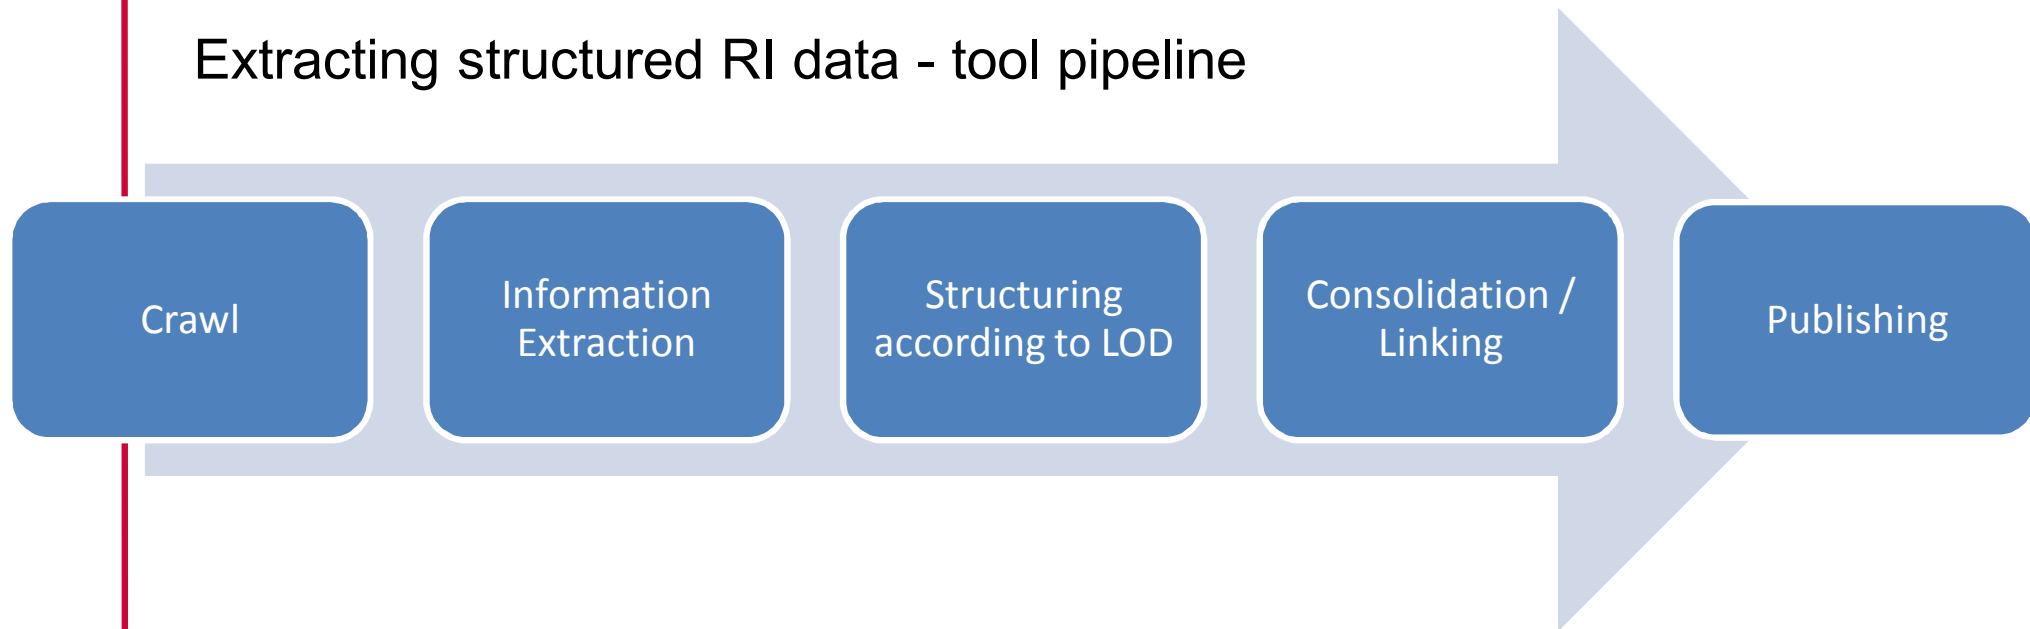 Extracting structured RI data - tool pipeline
Crawl
Information
Extraction
Structuring
according to LOD
Consolidation /
Linking
Publishing